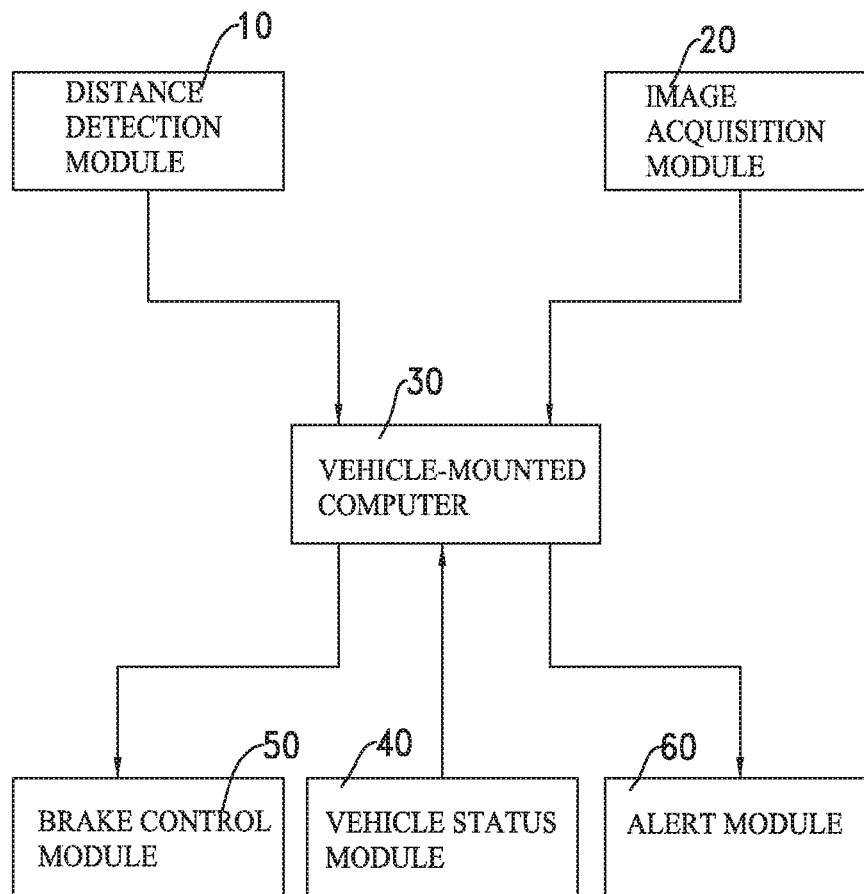 10
DISTANCE
DETECTION
MODULE
20
IMAGE
ACQUISITION
MODULE
30
VEHICLE-MOUNTED
COMPUTER
50
BRAKE CONTROL
MODULE
40
VEHICLE STATUS
MODULE
60
ALERT MODULE